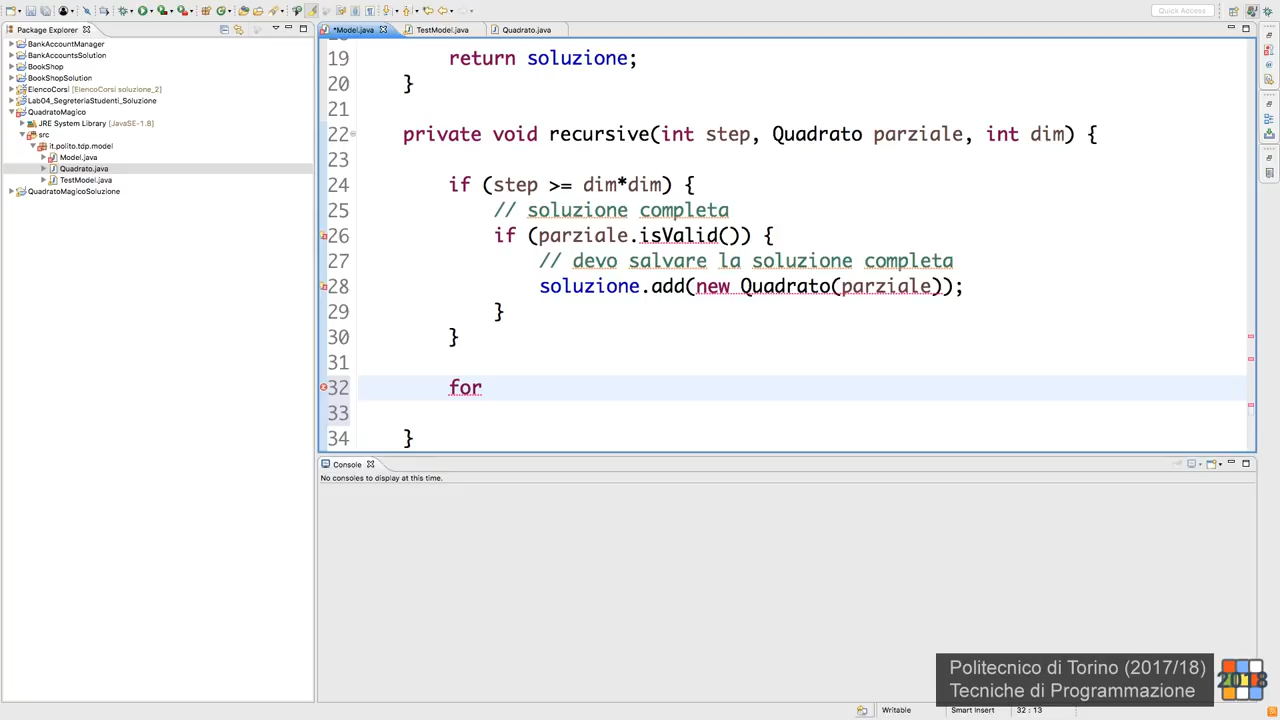 Quick Access
Package Explorer
BankAccountManager
BankAccountsSolution
BookShop
BookShopSolution
ElencoCorsi [ElencoCorsi soluzione_2]
Lab04_SegreteriaStudenti_Soluzione
QuadratoMagico
JRE System Library [JavaSE-1.8]
src
it.polito.tdp.model
Model.java
Quadrato.java
TestModel.java
QuadratoMagicoSoluzione
*Model.java TestModel.java Quadrato.java
19 return soluzione;
20 }
21
22 private void recursive(int step, Quadrato parziale, int dim) {
23
24 if (step >= dim*dim) {
25 // soluzione completa
26 if (parziale.isValid()) {
27 // devo salvare la soluzione completa
28 soluzione.add(new Quadrato(parziale));
29 }
30 }
31
32 for
33
34 }
Console
No consoles to display at this time.
Politecnico di Torino (2017/18)
Tecniche di Programmazione
2018
Writable Smart Insert 32 : 13